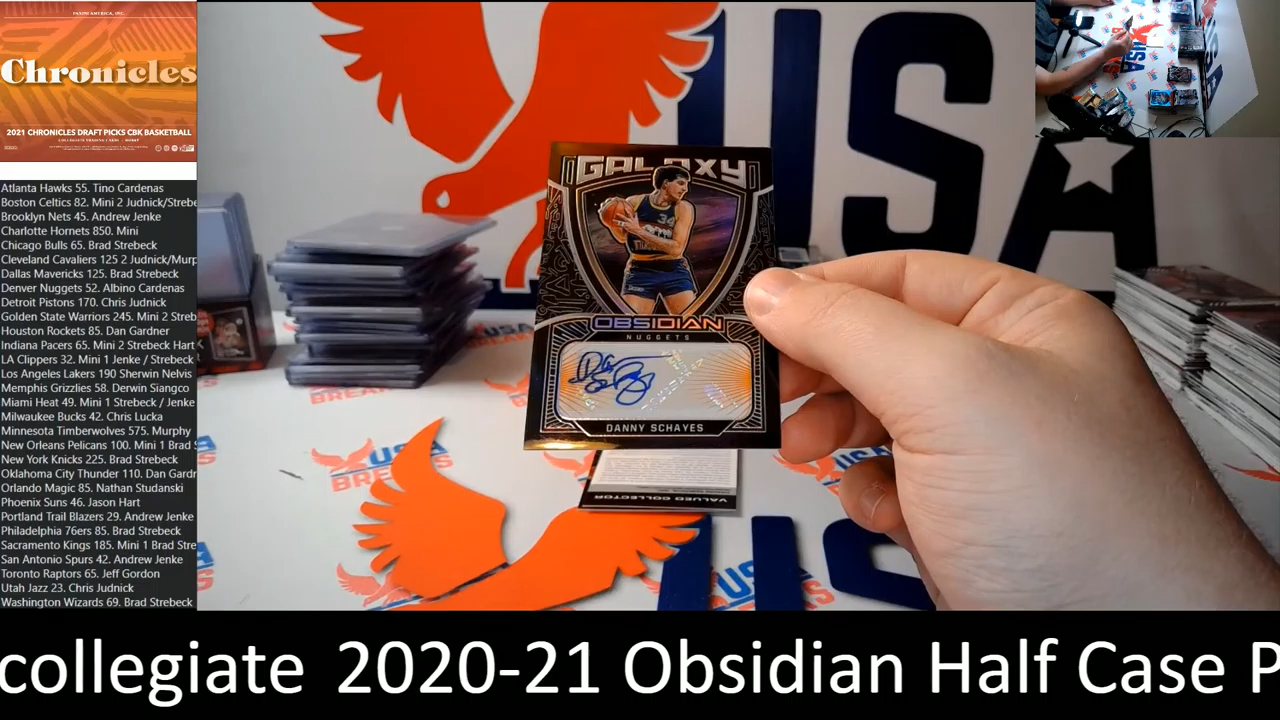 PANINI AMERICA, INC.
Chronicles
2021 CHRONICLES DRAFT PICKS CBK BASKETBALL
Atlanta Hawks 55. Tino Cardenas
Boston Celtics 82. Mini 2 Judnick/Strebe
Brooklyn Nets 45. Andrew Jenke
Charlotte Hornets 850. Mini
Chicago Bulls 65. Brad Strebeck
Cleveland Cavaliers 125 2 Judnick/Murp
Dallas Mavericks 125. Brad Strebeck
Denver Nuggets 52. Albino Cardenas
Detroit Pistons 170. Chris Judnick
Golden State Warriors 245. Mini 2 Streb
Houston Rockets 85. Dan Gardner
Indiana Pacers 65. Mini 2 Strebeck Hart
LA Clippers 32. Mini 1 Jenke / Strebeck
Los Angeles Lakers 190 Sherwin Nelvis
Memphis Grizzlies 58. Derwin Siangco
Miami Heat 49. Mini 1 Strebeck / Jenke
Milwaukee Bucks 42. Chris Lucka
Minnesota Timberwolves 575. Murphy
New Orleans Pelicans 100. Mini 1 Brad S
New York Knicks 225. Brad Strebeck
Oklahoma City Thunder 110. Dan Gardr
Orlando Magic 85. Nathan Studanski
Phoenix Suns 46. Jason Hart
Portland Trail Blazers 29. Andrew Jenke
Philadelphia 76ers 85. Brad Strebeck
Sacramento Kings 185. Mini 1 Brad Stre
San Antonio Spurs 42. Andrew Jenke
Toronto Raptors 65. Jeff Gordon
Utah Jazz 23. Chris Judnick
Washington Wizards 69. Brad Strebeck
USA
GALAXY
34
OBSIDIAN
NUGGETS
DANNY SCHAYES
VALUED COLLECTOR
USA
BREAKS
US
collegiate 2020-21 Obsidian Half Case P